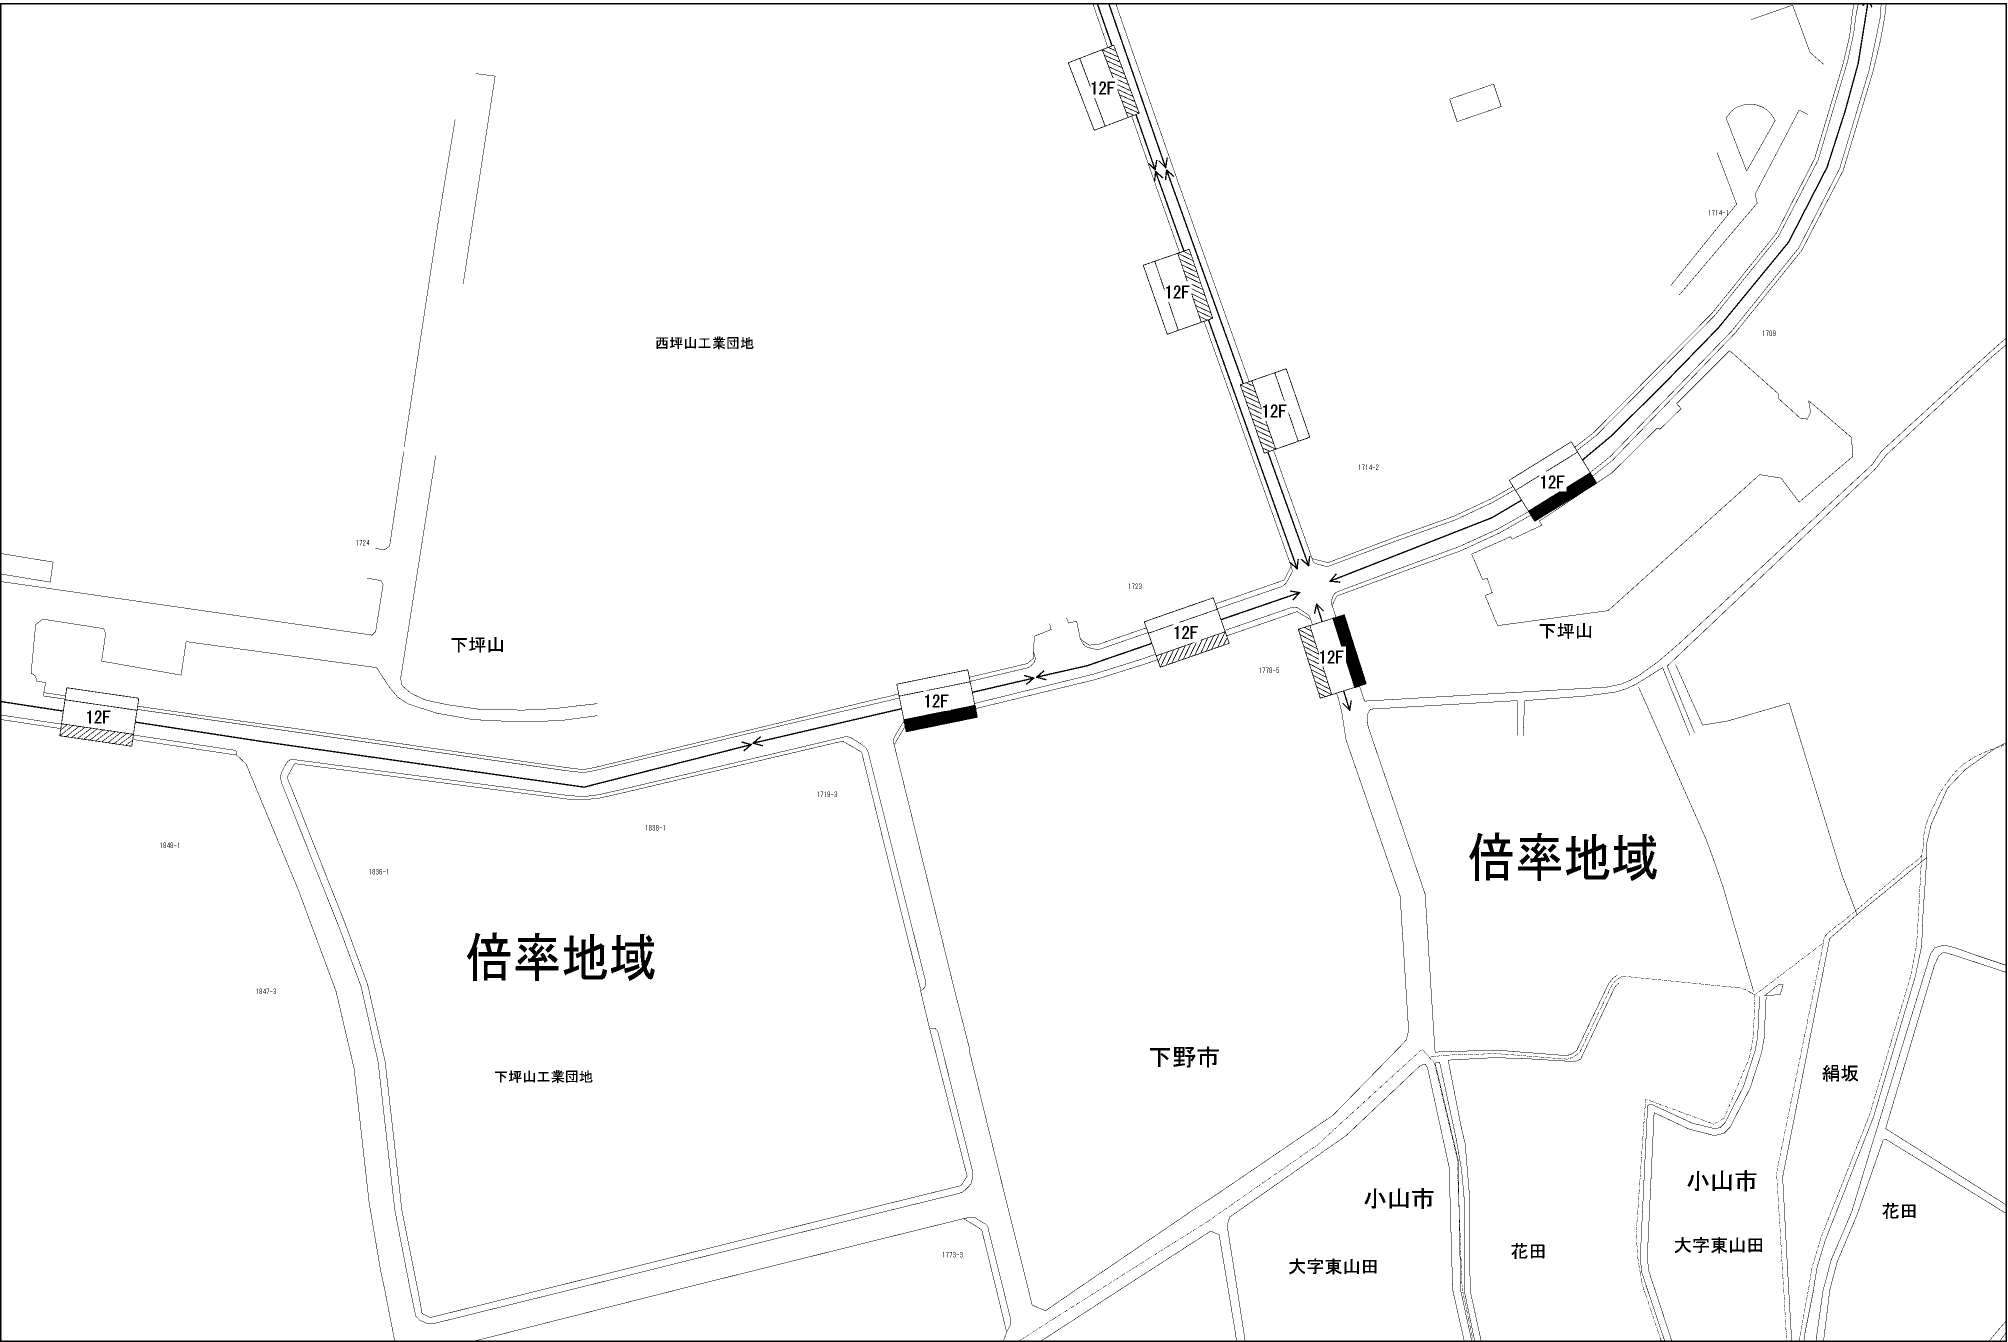 12F
1714-1
12F
1709
西坪山工業団地
12F
1714-2
12F
1724
1723
下坪山
下坪山
12F
12F
1778-5
12F
12F
1719-3
1838-1
1848-1
倍率地域
1836-1
倍率地域
1847-3
下野市
絹坂
下坪山工業団地
小山市
小山市
花田
大字東山田
花田
1773-3
大字東山田